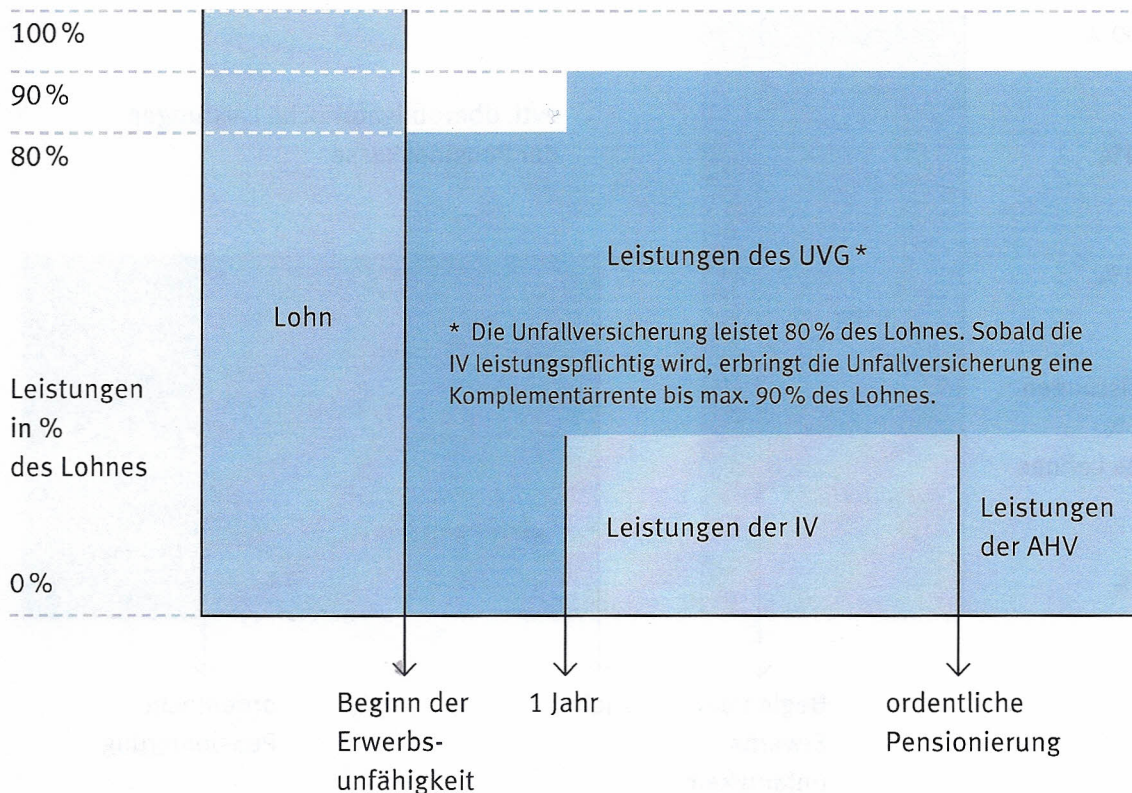 100 %
90 %
80 %
Leistungen des UVG *
Lohn
* Die Unfallversicherung leistet 80 % des Lohnes. Sobald die
IV leistungspflichtig wird, erbringt die Unfallversicherung eine
Komplementärrente bis max. 90 % des Lohnes.
Leistungen
in %
des Lohnes
Leistungen der IV
Leistungen
der AHV
0 %
Beginn der
Erwerbs-
unfähigkeit
1 Jahr
ordentliche
Pensionierung